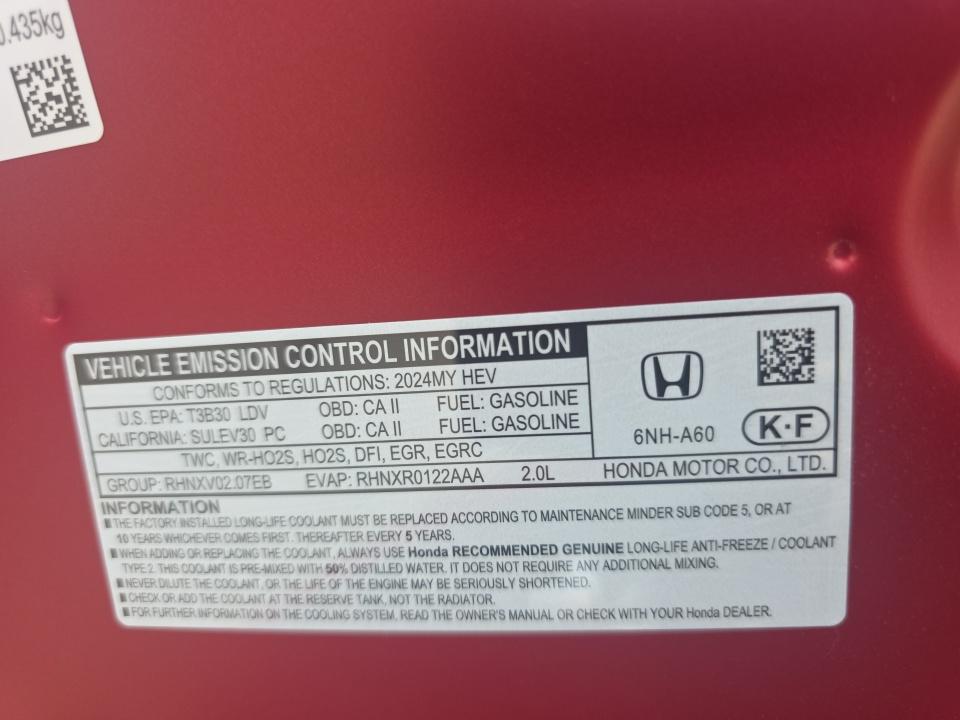 0.435kg
VEHICLE EMISSION CONTROL INFORMATION
CONFORMS TO REGULATIONS: 2024MY HEV
U.S. EPA: T3B30 LDV OBD: CA II FUEL: GASOLINE
CALIFORNIA: SULEV30 PC OBD: CA II FUEL: GASOLINE
TWC, WR-HO2S, HO2S, DFI, EGR, EGRC
GROUP: RHNXV02.07EB EVAP: RHNXR0122AAA 2.0L
6NH-A60 K·F
HONDA MOTOR CO., LTD.
INFORMATION
■ THE FACTORY INSTALLED LONG-LIFE COOLANT MUST BE REPLACED ACCORDING TO MAINTENANCE MINDER SUB CODE 5, OR AT
10 YEARS WHICHEVER COMES FIRST. THEREAFTER EVERY 5 YEARS.
■ WHEN ADDING OR REPLACING THE COOLANT, ALWAYS USE Honda RECOMMENDED GENUINE LONG-LIFE ANTI-FREEZE / COOLANT
TYPE 2. THIS COOLANT IS PRE-MIXED WITH 50% DISTILLED WATER. IT DOES NOT REQUIRE ANY ADDITIONAL MIXING.
■ NEVER DILUTE THE COOLANT, OR THE LIFE OF THE ENGINE MAY BE SERIOUSLY SHORTENED.
■ CHECK OR ADD THE COOLANT AT THE RESERVE TANK, NOT THE RADIATOR.
■ FOR FURTHER INFORMATION ON THE COOLING SYSTEM, READ THE OWNER'S MANUAL OR CHECK WITH YOUR Honda DEALER.